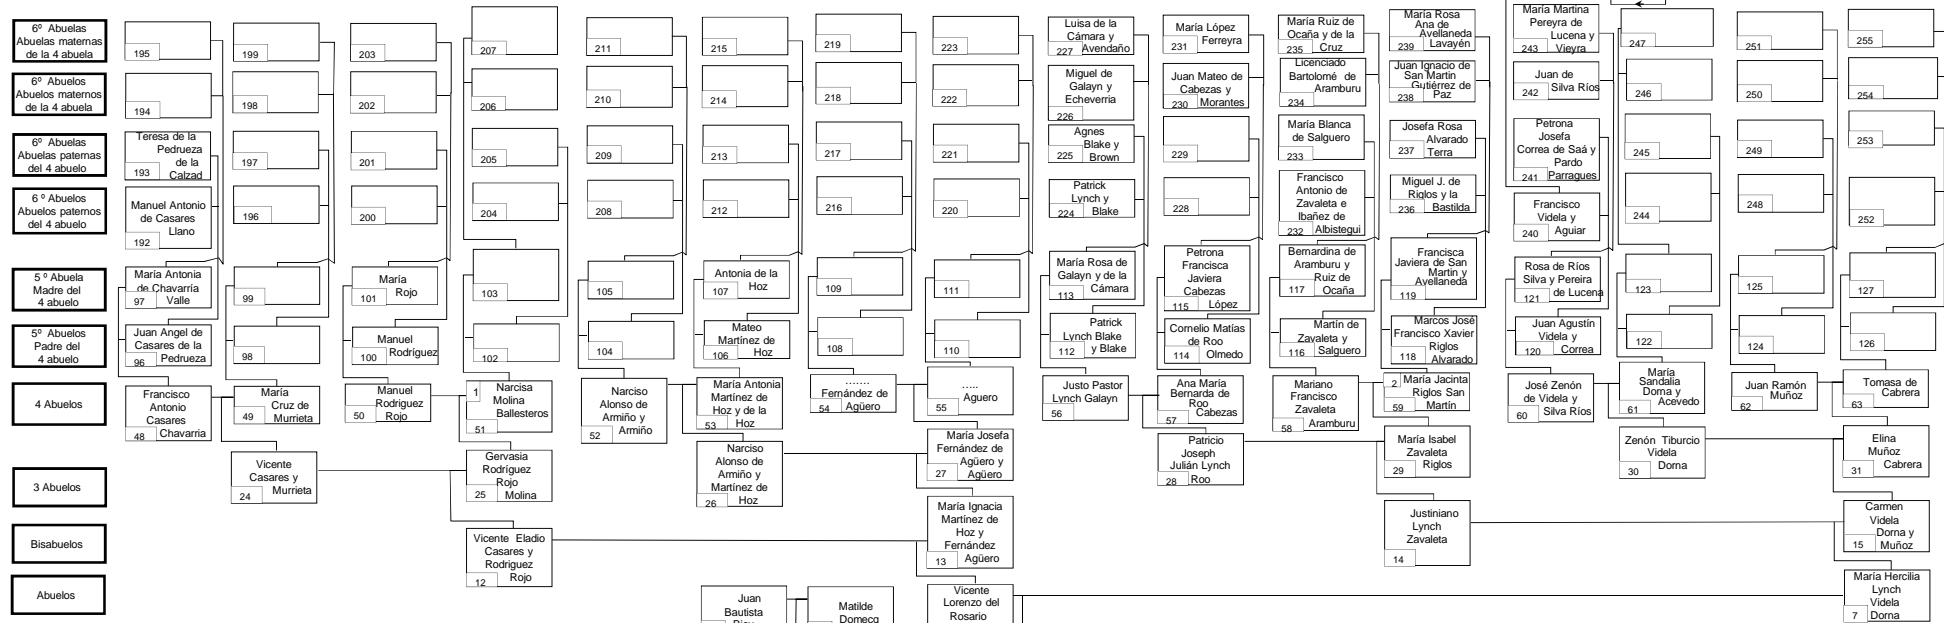 6º Abuelas
Abuelas maternas
de la 4 abuela
195
199
203
207
211
215
219
223
Luisa de la
Cámara y
227 Avendaño
María López
231 Ferreyra
María Ruiz de
Ocaña y de la
235 Cruz
María Rosa
Ana de
Avellaneda
239 Lavayén
María Martina
Pereyra de
Lucena y
243 Vieyra
247
251
255
6º Abuelos
Abuelos maternos
de la 4 abuela
194
198
202
206
210
214
218
222
Miguel de
Galayn y
Echeverria
226
Juan Mateo de
Cabezas y
230 Morantes
Licenciado
Bartolomé de
Aramburu
234
Juan Ignacio de
San Martin
Gutiérrez de
238 Paz
Juan de
242 Silva Ríos
246
250
254
6º Abuelas
Abuelas paternas
del 4 abuelo
Teresa de la
Pedrueza
de la
193 Calzad
197
201
205
209
213
217
221
Agnes
Blake y
225 Brown
229
María Blanca
de Salguero
233
Josefa Rosa
237 Alvarado
Terra
Petrona
Josefa
Correa de Saá y
Pardo
241 Parragues
245
249
253
6 º Abuelos
Abuelos paternos
del 4 abuelo
Manuel Antonio
de Casares
Llano
192
196
200
204
208
212
216
220
Patrick
Lynch y
224 Blake
228
Francisco
Antonio de
Zavaleta e
Ibañez de
232 Albistegui
Miguel J. de
Riglos y la
236 Bastilda
Francisco
Videla y
240 Aguiar
244
248
252
5 º Abuela
Madre del
4 abuelo
María Antonia
de Chavarría
97 Valle
99
María
101 Rojo
103
105
Antonia de la
107 Hoz
109
111
María Rosa de
Galayn y de la
113 Cámara
Petrona
Francisca
Javiera
Cabezas
115 López
Bernardina de
Aramburu y
Ruiz de
117 Ocaña
Francisca
Javiera de San
Martin y
Avellaneda
119
Rosa de Ríos
Silva y Pereira
121 de Lucena
123
125
127
5º Abuelos
Padre del
4 abuelo
Juan Angel de
Casares de la
96 Pedrueza
98
Manuel
100 Rodríguez
102
104
Mateo
Martínez de
106 Hoz
108
110
Patrick
Lynch Blake
112 y Blake
Cornelio Matías
de Roo
114 Olmedo
Martín de
Zavaleta y
116 Salguero
Marcos José
Francisco Xavier
Riglos
118 Alvarado
Juan Agustín
Videla y
120 Correa
122
124
126
4 Abuelos
Francisco
Antonio
Casares
48 Chavarria
María
Cruz de
49 Murrieta
Manuel
Rodriguez
50 Rojo
1 Narcisa
Molina
Ballesteros
51
Narciso
Alonso de
Armiño y
Armiño
52
María Antonia
Martínez de
Hoz y de la
53 Hoz
........
Fernández de
54 Agüero
.....
Aguero
55
Justo Pastor
Lynch Galayn
56
Ana María
Bernarda de
Roo
57 Cabezas
Mariano
Francisco
Zavaleta
58 Aramburu
2 María Jacinta
Riglos San
59 Martín
José Zenón
de Videla y
60 Silva Ríos
María
Sandalia
Dorna y
61 Acevedo
Juan Ramón
62 Muñoz
Tomasa de
63 Cabrera
3 Abuelos
Vicente
Casares y
24 Murrieta
Gervasia
Rodríguez
Rojo
25 Molina
Narciso
Alonso de
Armiño y
Martínez de
26 Hoz
María Josefa
Fernández de
Agüero y
27 Agüero
Patricio
Joseph
Julián Lynch
28 Roo
María Isabel
Zavaleta
29 Riglos
Zenón Tiburcio
Videla
30 Dorna
Elina
Muñoz
31 Cabrera
Bisabuelos
Vicente Eladio
Casares y
Rodriguez
12 Rojo
María Ignacia
Martínez de
Hoz y
Fernández
13 Agüero
Justiniano
Lynch
Zavaleta
14
Carmen
Videla
Dorna y
15 Muñoz
Abuelos
Juan
Bautista
Matilde
Domecq
Vicente
Lorenzo del
Rosario
María Hercilia
Lynch
Videla
7 Dorna